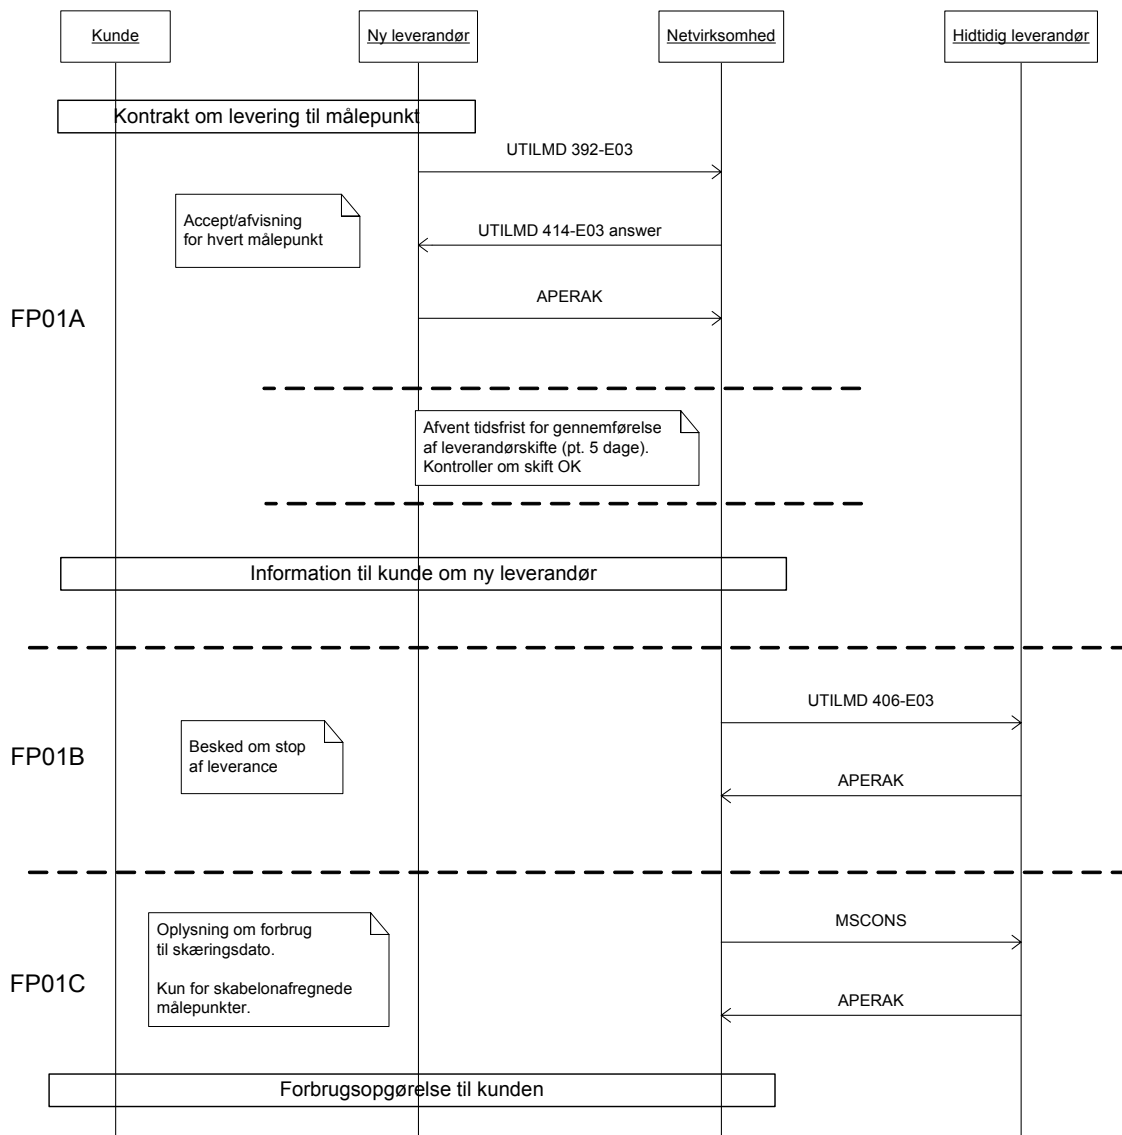 Kunde
Ny leverandør
Netvirksomhed
Hidtidig leverandør
Kontrakt om levering til målepunkt
UTILMD 392-E03
Accept/afvisning
for hvert målepunkt
UTILMD 414-E03 answer
APERAK
FP01A
Afvent tidsfrist for gennemførelse
af leverandørskifte (pt. 5 dage).
Kontroller om skift OK
Information til kunde om ny leverandør
UTILMD 406-E03
FP01B
Besked om stop
af leverance
APERAK
MSCONS
Oplysning om forbrug
til skæringsdato.
Kun for skabelonafregnede
målepunkter.
FP01C
APERAK
Forbrugsopgørelse til kunden